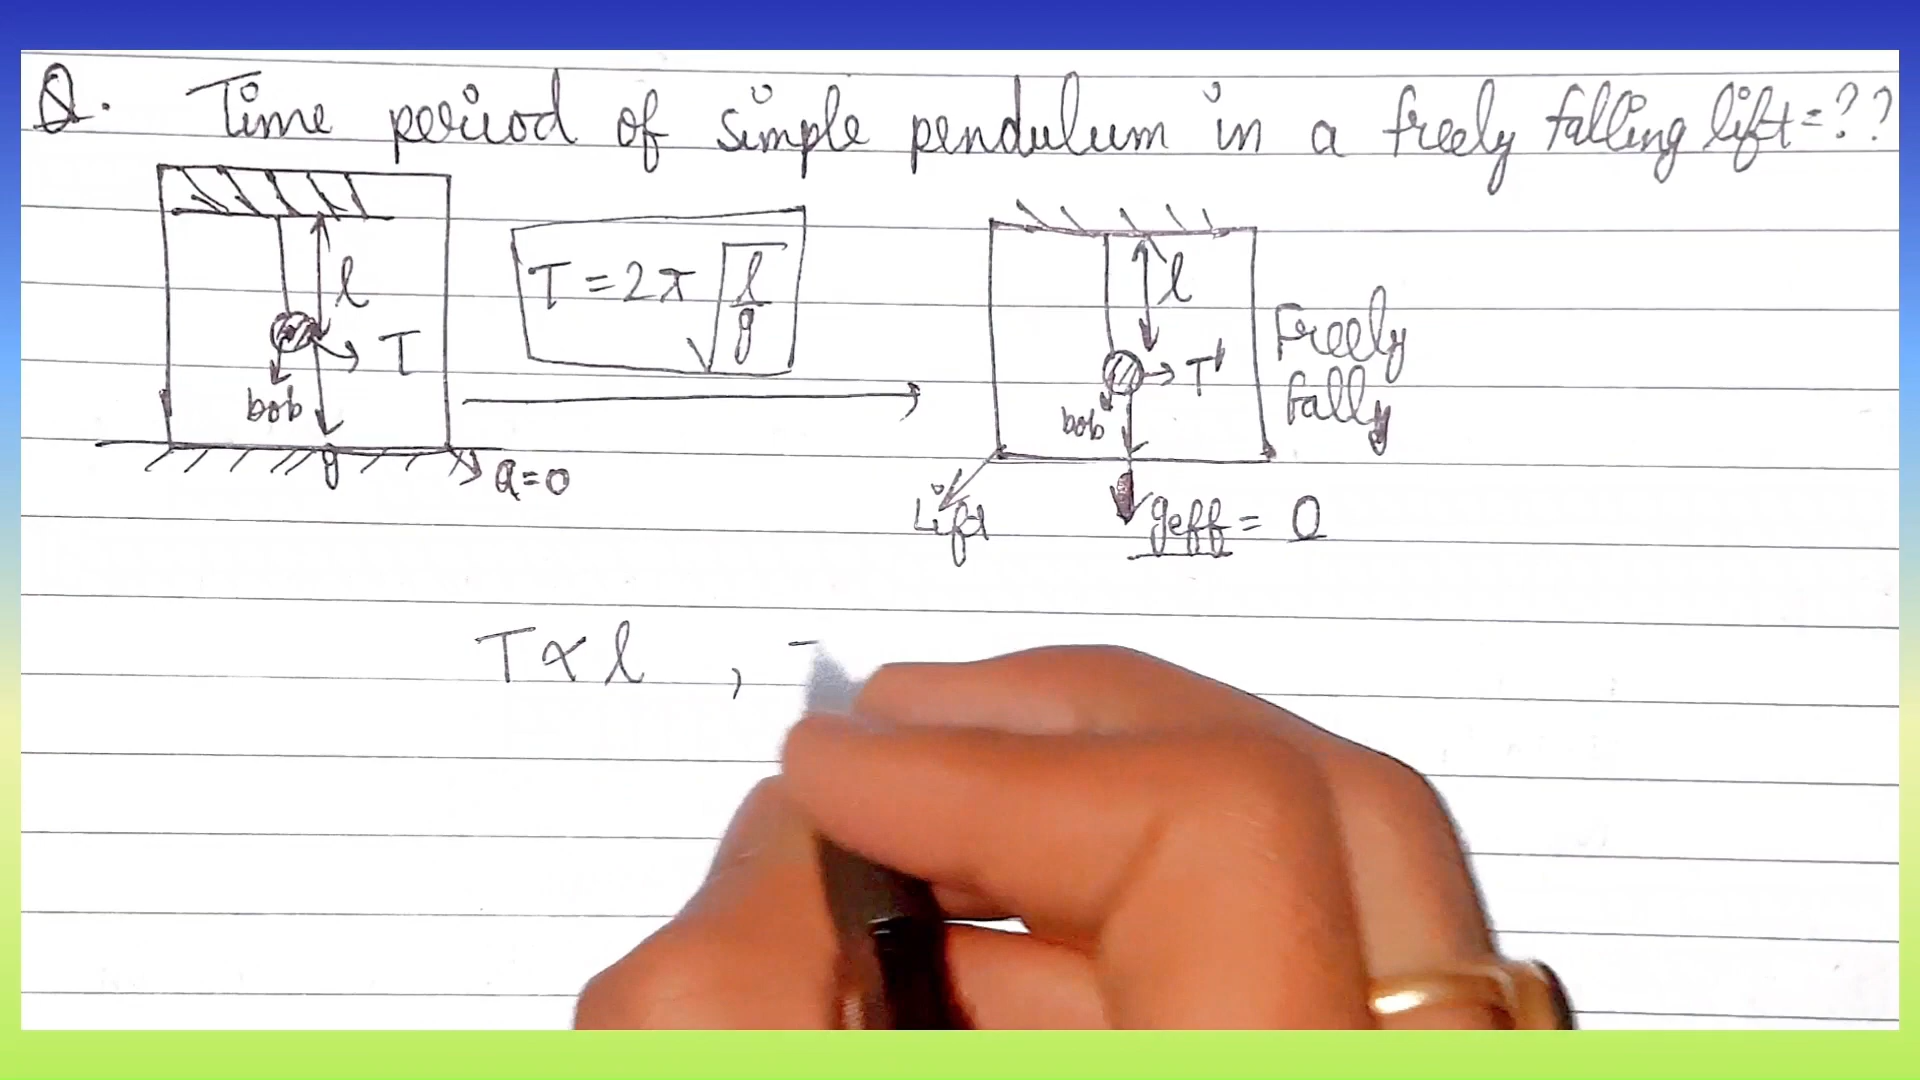 Q. Time period of simple pendulum in a freely falling lift=??
l
T
bob
g
a=0
T = 2π√l/g
l
T'
bob
Freely
fally
Lift
geff = 0
T ∝ l ,